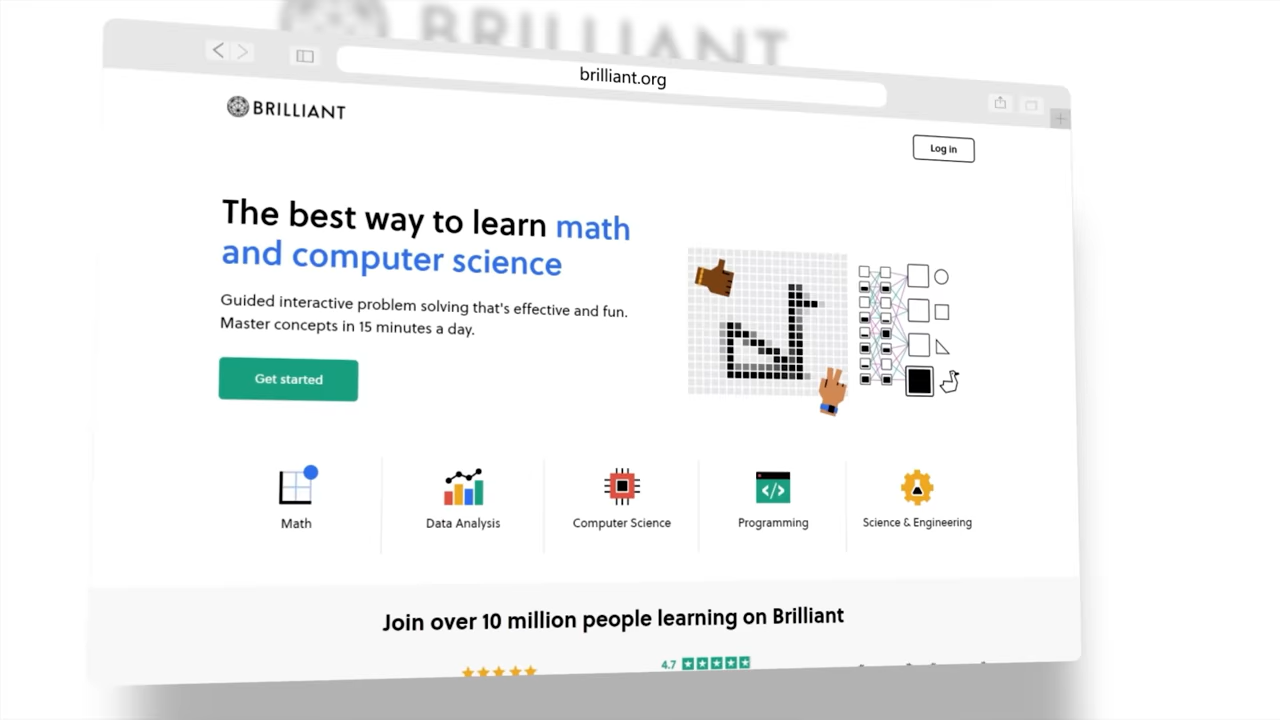 BRILLIANT
brilliant.org
BRILLIANT
Log in
The best way to learn math
and computer science
Guided interactive problem solving that's effective and fun.
Master concepts in 15 minutes a day.
Get started
Math
Data Analysis
Computer Science
Programming
Science & Engineering
Join over 10 million people learning on Brilliant
4.7